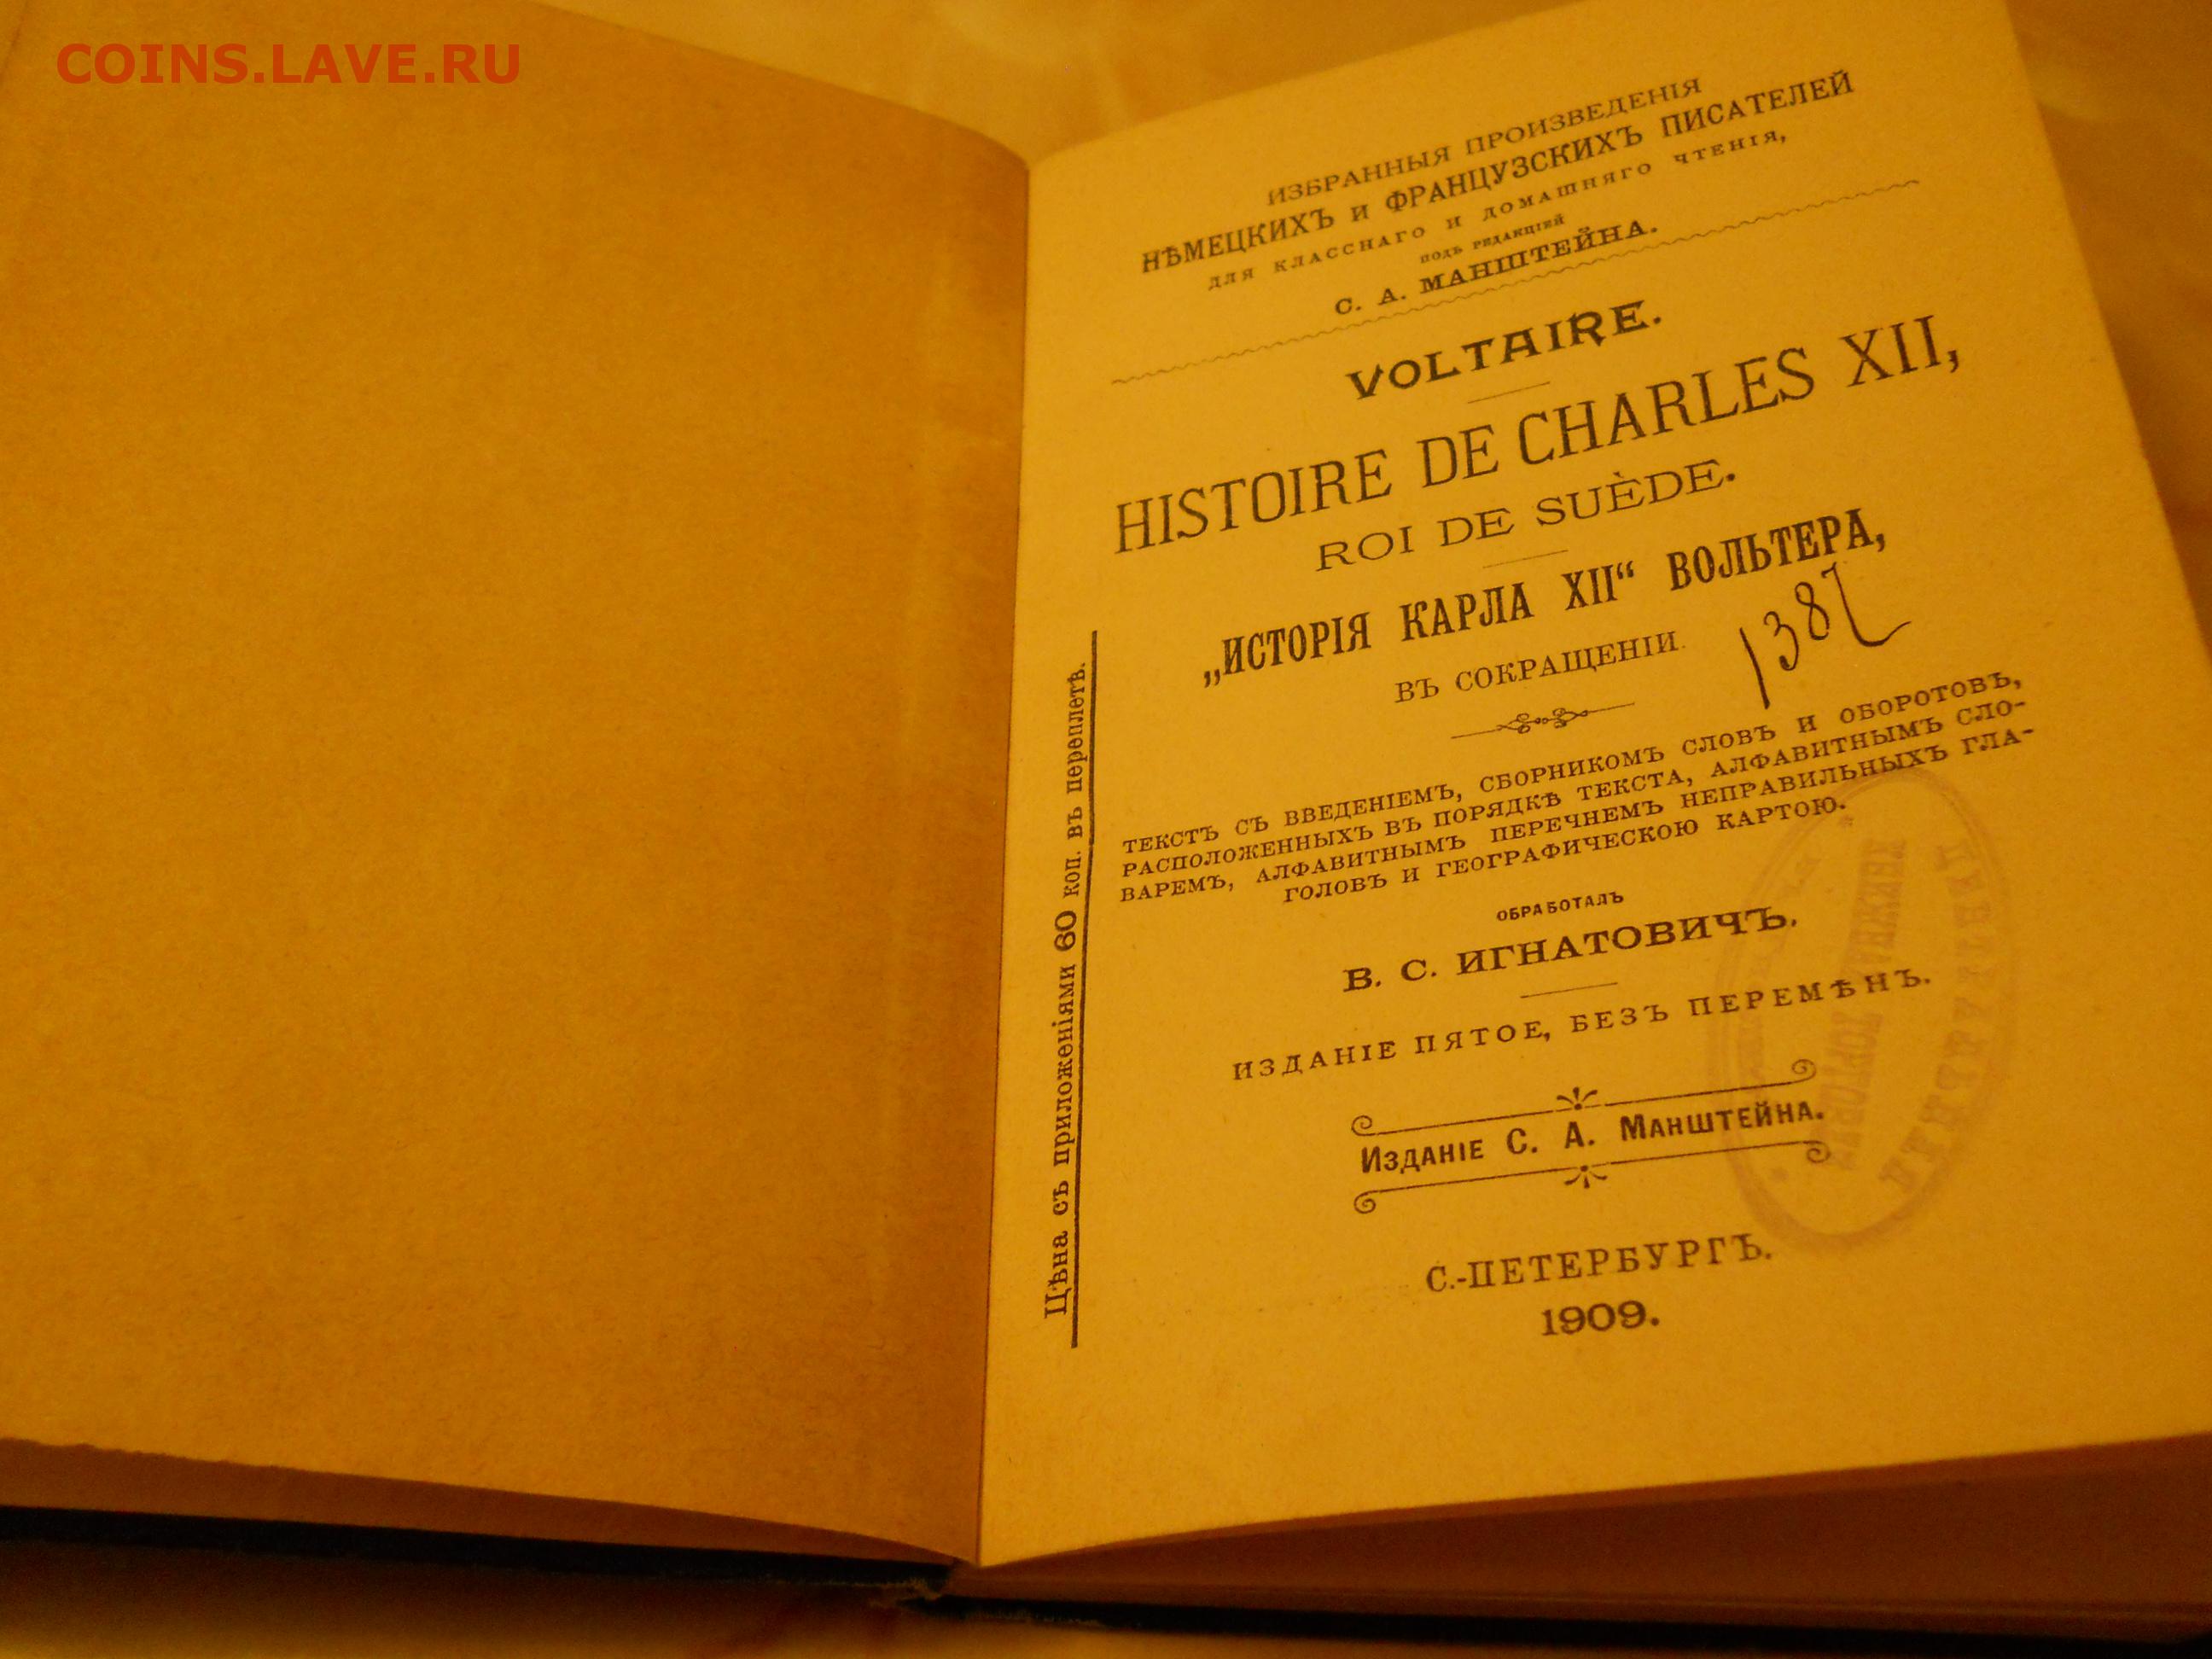 COINS.LAVE.RU
ИЗБРАННЫЯ ПРОИЗВЕДЕНІЯ
НѢМЕЦКИХЪ и ФРАНЦУЗСКИХЪ ПИСАТЕЛЕЙ
ДЛЯ КЛАССНАГО И ДОМАШНЯГО ЧТЕНІЯ,
ПОДЪ РЕДАКЦІЕЙ
С. А. МАНШТЕЙНА.
VOLTAIRE.
HISTOIRE DE CHARLES XII,
ROI DE SUÈDE.
„ИСТОРІЯ КАРЛА XII“ ВОЛЬТЕРА,
ВЪ СОКРАЩЕНІИ.
138
ТЕКСТЪ СЪ ВВЕДЕНІЕМЪ, СБОРНИКОМЪ СЛОВЪ И ОБОРОТОВЪ,
РАСПОЛОЖЕННЫХЪ ВЪ ПОРЯДКѢ ТЕКСТА, АЛФАВИТНЫМЪ СЛО-
ВАРЕМЪ, АЛФАВИТНЫМЪ ПЕРЕЧНЕМЪ НЕПРАВИЛЬНЫХЪ ГЛА-
ГОЛОВЪ И ГЕОГРАФИЧЕСКОЮ КАРТОЮ.
ОБРАБОТАЛЪ
В. С. ИГНАТОВИЧЪ.
ИЗДАНІЕ ПЯТОЕ, БЕЗЪ ПЕРЕМѢНЪ.
ИЗДАНІЕ С. А. МАНШТЕЙНА.
С.-ПЕТЕРБУРГЪ.
1909.
Цѣна съ приложеніями 60 коп. въ переплетѣ.